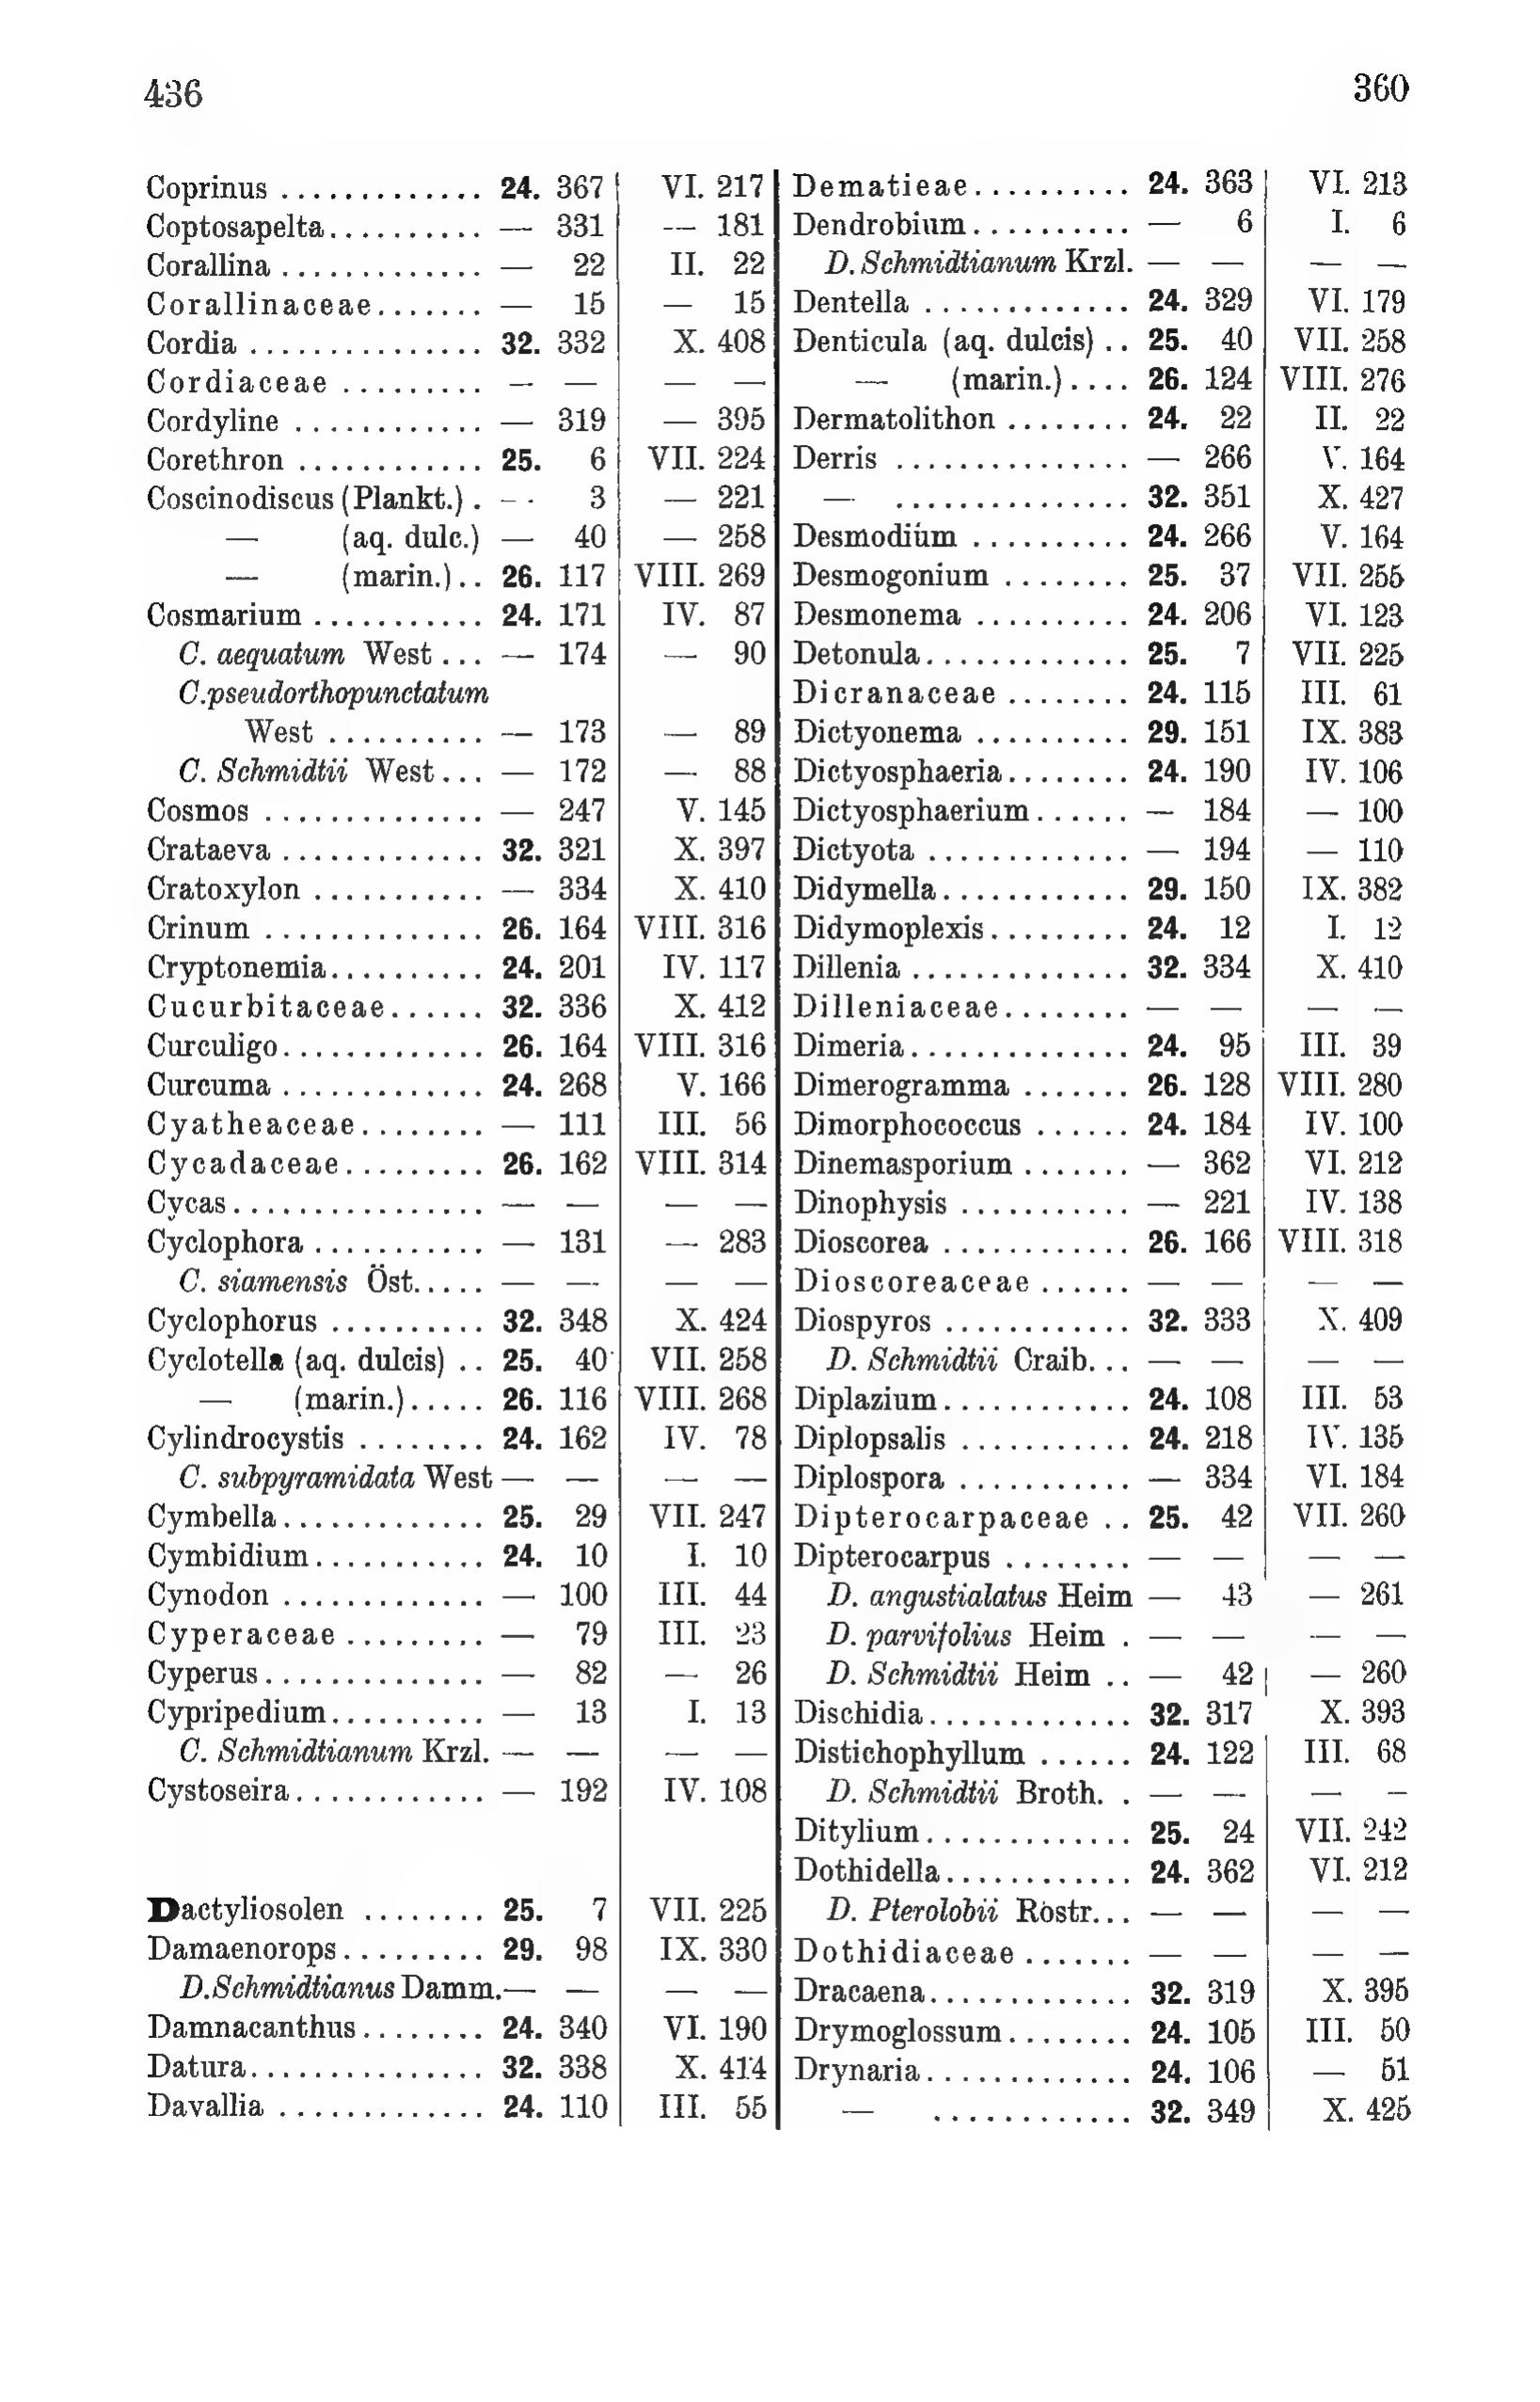 436
360
Coprinus ............. 24. 367 VI. 217
Coptosapelta.......... — 331 — 181
Corallina ............. — 22 II. 22
Corallinaceae....... — 15 — 15
Cordia ............... 32. 332 X. 408
Cordiaceae ......... — — — —
Cordyline ............ — 319 — 395
Corethron ............ 25. 6 VII. 224
Coscinodiscus (Plankt.) . — 3 — 221
— (aq. dulc.) — 40 — 258
— (marin.).. 26. 117 VIII. 269
Cosmarium ........... 24. 171 IV. 87
C. aequatum West ... — 174 — 90
C.pseudorthopunctatum
West .......... — 173 — 89
C. Schmidtii West... — 172 — 88
Cosmos .............. — 247 V. 145
Crataeva ............. 32. 321 X. 397
Cratoxylon ........... — 334 X. 410
Crinum .............. 26. 164 VIII. 316
Cryptonemia.......... 24. 201 IV. 117
Cucurbitaceae...... 32. 336 X. 412
Curculigo............. 26. 164 VIII. 316
Curcuma ............. 24. 268 V. 166
Cyatheaceae........ — 111 III. 56
Cycadaceae......... 26. 162 VIII. 314
Cycas................ — — — —
Cyclophora ........... — 131 — 283
C. siamensis Öst..... — — — —
Cyclophorus .......... 32. 348 X. 424
Cyclotella (aq. dulcis) .. 25. 40 VII. 258
— (marin.)..... 26. 116 VIII. 268
Cylindrocystis ........ 24. 162 IV. 78
C. subpyramidata West — — — —
Cymbella............. 25. 29 VII. 247
Cymbidium........... 24. 10 I. 10
Cynodon ............. — 100 III. 44
Cyperaceae ......... — 79 III. 23
Cyperus.............. — 82 — 26
Cypripedium.......... — 13 I. 13
C. Schmidtianum Krzl. — — — —
Cystoseira............ — 192 IV. 108
Dactyliosolen ........ 25. 7 VII. 225
Damaenorops......... 29. 98 IX. 330
D.Schmidtianus Damm.— — — —
Damnacanthus........ 24. 340 VI. 190
Datura............... 32. 338 X. 414
Davallia ............. 24. 110 III. 55
Dematieae.......... 24. 363 VI. 213
Dendrobium.......... — 6 I. 6
D. Schmidtianum Krzl. — — — —
Dentella ............. 24. 329 VI. 179
Denticula (aq. dulcis) .. 25. 40 VII. 258
— (marin.).... 26. 124 VIII. 276
Dermatolithon ........ 24. 22 II. 22
Derris ............... — 266 V. 164
— ............... 32. 351 X. 427
Desmodium .......... 24. 266 V. 164
Desmogonium ........ 25. 37 VII. 255
Desmonema .......... 24. 206 VI. 123
Detonula............. 25. 7 VII. 225
Dicranaceae ........ 24. 115 III. 61
Dictyonema .......... 29. 151 IX. 383
Dictyosphaeria........ 24. 190 IV. 106
Dictyosphaerium...... — 184 — 100
Dictyota ............. — 194 — 110
Didymella............ 29. 150 IX. 382
Didymoplexis......... 24. 12 I. 12
Dillenia .............. 32. 334 X. 410
Dilleniaceae........ — — — —
Dimeria.............. 24. 95 III. 39
Dimerogramma ....... 26. 128 VIII. 280
Dimorphococcus ...... 24. 184 IV. 100
Dinemasporium ....... — 362 VI. 212
Dinophysis ........... — 221 IV. 138
Dioscorea ............ 26. 166 VIII. 318
Dioscoreaceae ...... — — — —
Diospyros ............ 32. 333 X. 409
D. Schmidtii Craib... — — — —
Diplazium............ 24. 108 III. 53
Diplopsalis ........... 24. 218 IV. 135
Diplospora ........... — 334 VI. 184
Dipterocarpaceae .. 25. 42 VII. 260
Dipterocarpus ........ — — — —
D. angustialatus Heim — 43 — 261
D. parvifolius Heim . — — — —
D. Schmidtii Heim .. — 42 — 260
Dischidia............. 32. 317 X. 393
Distichophyllum ...... 24. 122 III. 68
D. Schmidtii Broth. . — — — —
Ditylium............. 25. 24 VII. 242
Dothidella............ 24. 362 VI. 212
D. Pterolobii Rostr... — — — —
Dothidiaceae ....... — — — —
Dracaena............. 32. 319 X. 395
Drymoglossum........ 24. 105 III. 50
Drynaria............. 24. 106 — 51
— ............ 32. 349 X. 425